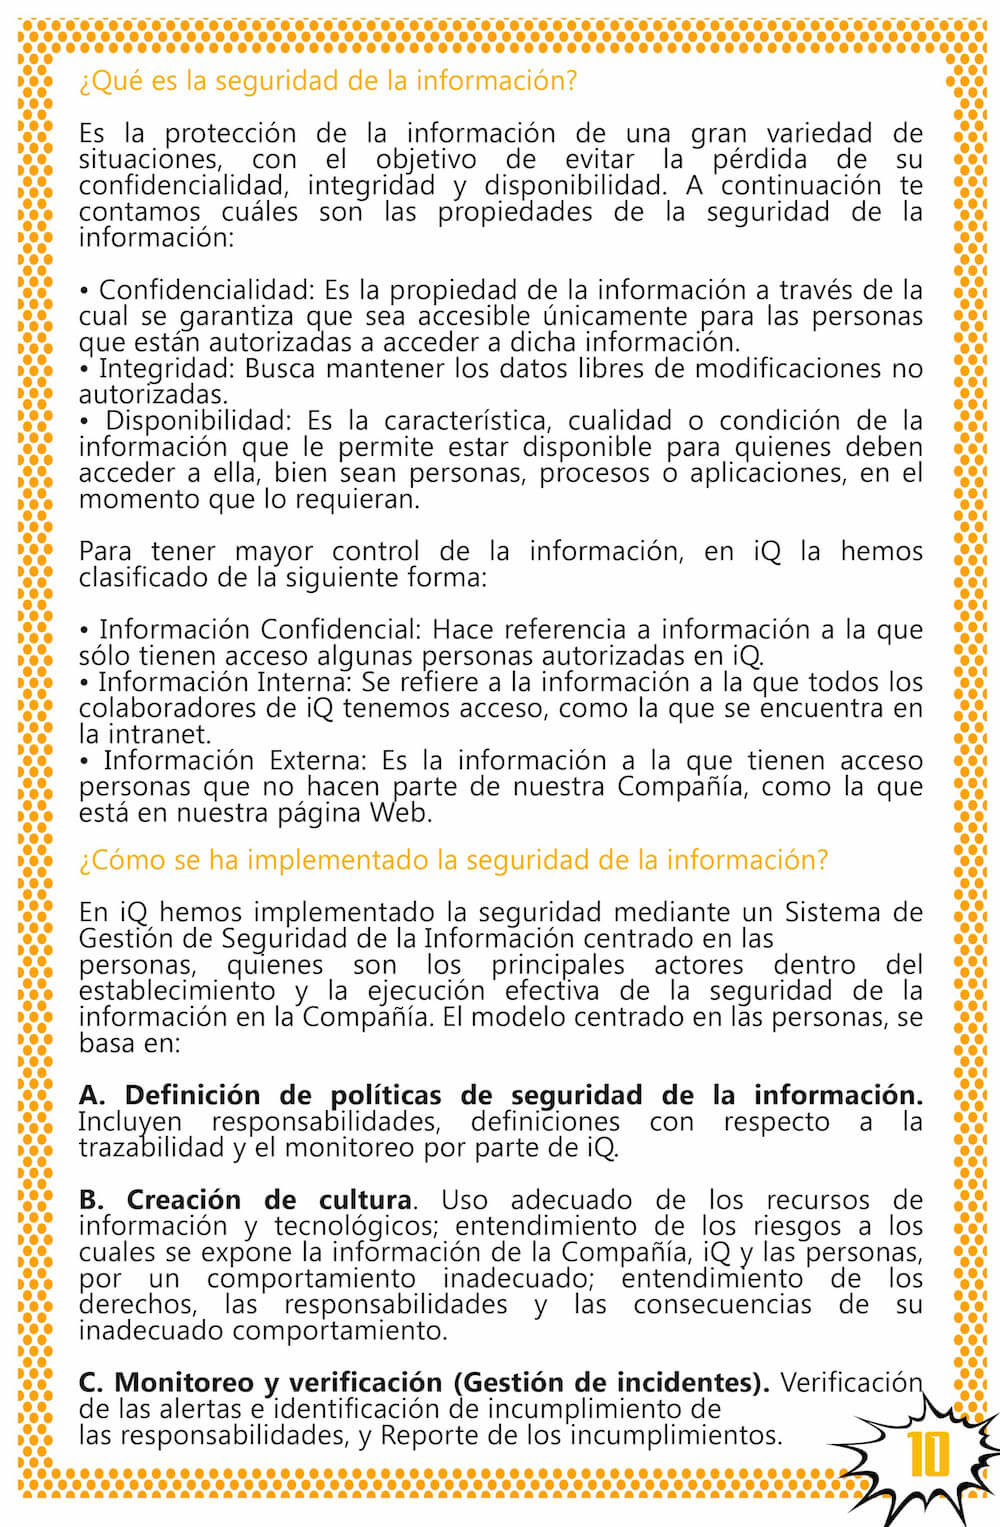 ¿Qué es la seguridad de la información?
Es la protección de la información de una gran variedad de
situaciones, con el objetivo de evitar la pérdida de su
confidencialidad, integridad y disponibilidad. A continuación te
contamos cuáles son las propiedades de la seguridad de la
información:
• Confidencialidad: Es la propiedad de la información a través de la
cual se garantiza que sea accesible únicamente para las personas
que están autorizadas a acceder a dicha información.
• Integridad: Busca mantener los datos libres de modificaciones no
autorizadas.
• Disponibilidad: Es la característica, cualidad o condición de la
información que le permite estar disponible para quienes deben
acceder a ella, bien sean personas, procesos o aplicaciones, en el
momento que lo requieran.
Para tener mayor control de la información, en iQ la hemos
clasificado de la siguiente forma:
• Información Confidencial: Hace referencia a información a la que
sólo tienen acceso algunas personas autorizadas en iQ.
• Información Interna: Se refiere a la información a la que todos los
colaboradores de iQ tenemos acceso, como la que se encuentra en
la intranet.
• Información Externa: Es la información a la que tienen acceso
personas que no hacen parte de nuestra Compañía, como la que
está en nuestra página Web.
¿Cómo se ha implementado la seguridad de la información?
En iQ hemos implementado la seguridad mediante un Sistema de
Gestión de Seguridad de la Información centrado en las
personas, quienes son los principales actores dentro del
establecimiento y la ejecución efectiva de la seguridad de la
información en la Compañía. El modelo centrado en las personas, se
basa en:
A. Definición de políticas de seguridad de la información.
Incluyen responsabilidades, definiciones con respecto a la
trazabilidad y el monitoreo por parte de iQ.
B. Creación de cultura. Uso adecuado de los recursos de
información y tecnológicos; entendimiento de los riesgos a los
cuales se expone la información de la Compañía, iQ y las personas,
por un comportamiento inadecuado; entendimiento de los
derechos, las responsabilidades y las consecuencias de su
inadecuado comportamiento.
C. Monitoreo y verificación (Gestión de incidentes). Verificación
de las alertas e identificación de incumplimiento de
las responsabilidades, y Reporte de los incumplimientos.
10